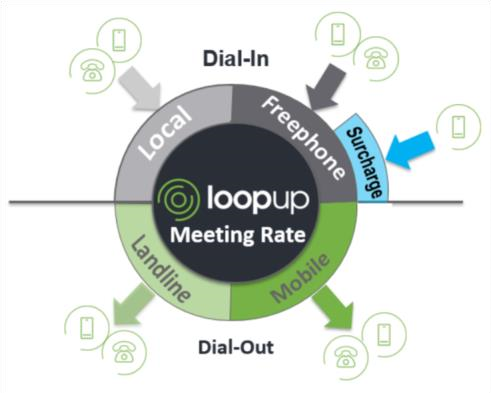 Dial-In
Local
Freephone
Surcharge
loopup
Meeting Rate
Landline
Mobile
Dial-Out